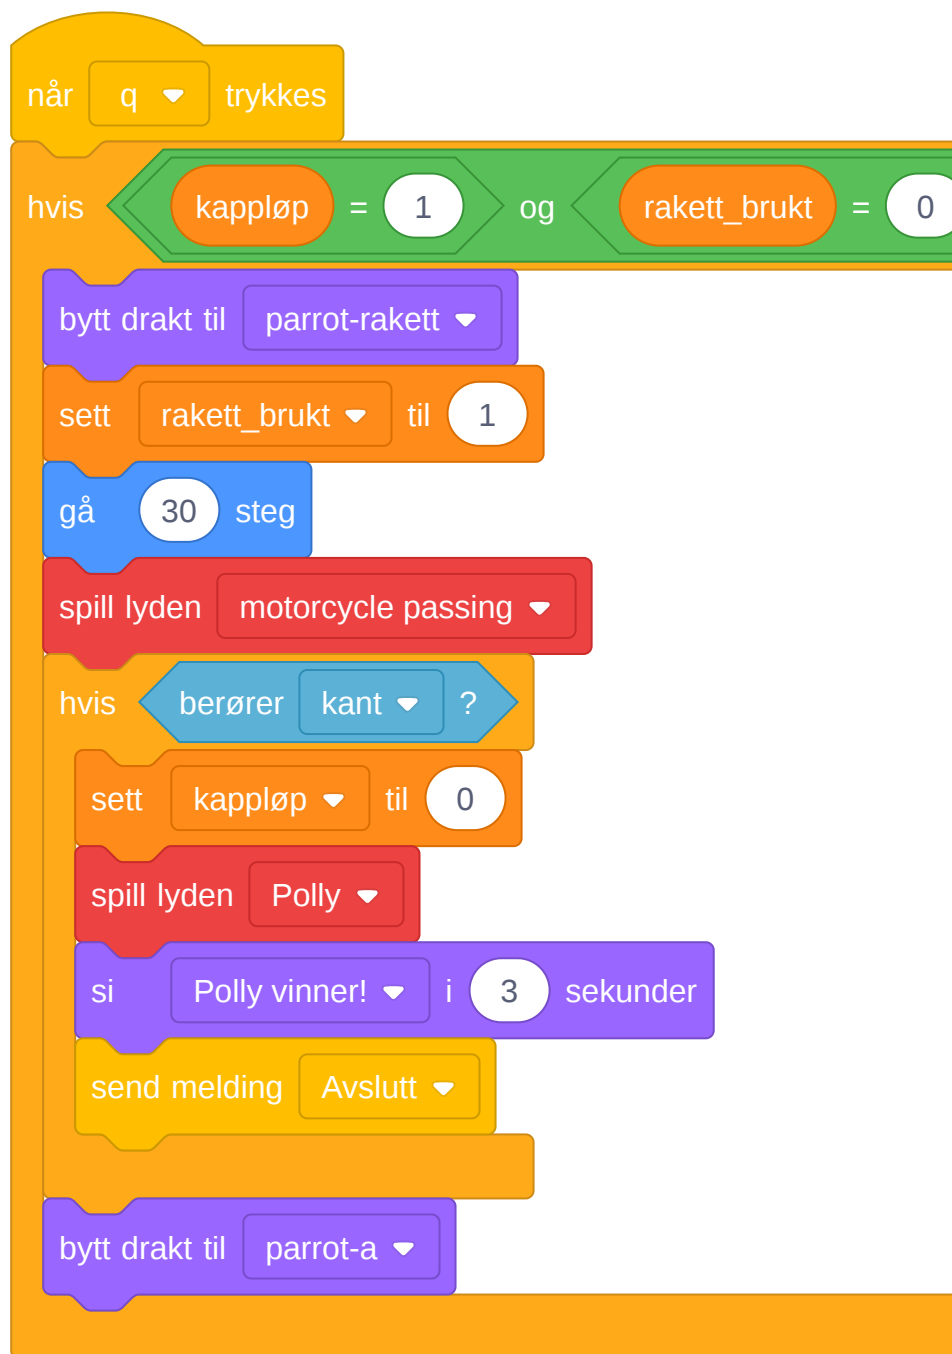 når q trykkes
hvis kappløp = 1 og rakett_brukt = 0
bytt drakt til parrot-rakett
sett rakett_brukt til 1
gå 30 steg
spill lyden motorcycle passing
hvis berører kant ?
sett kappløp til 0
spill lyden Polly
si Polly vinner! i 3 sekunder
send melding Avslutt
bytt drakt til parrot-a